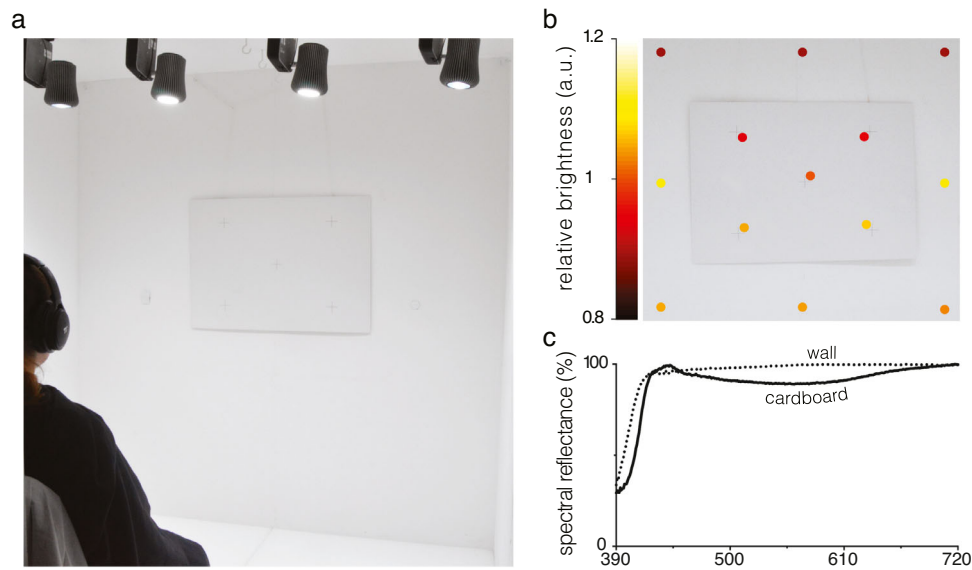 a
b
relative brightness (a.u.)
1.2
1
0.8
c
spectral reflectance (%)
100
0
wall
cardboard
390
500
610
720